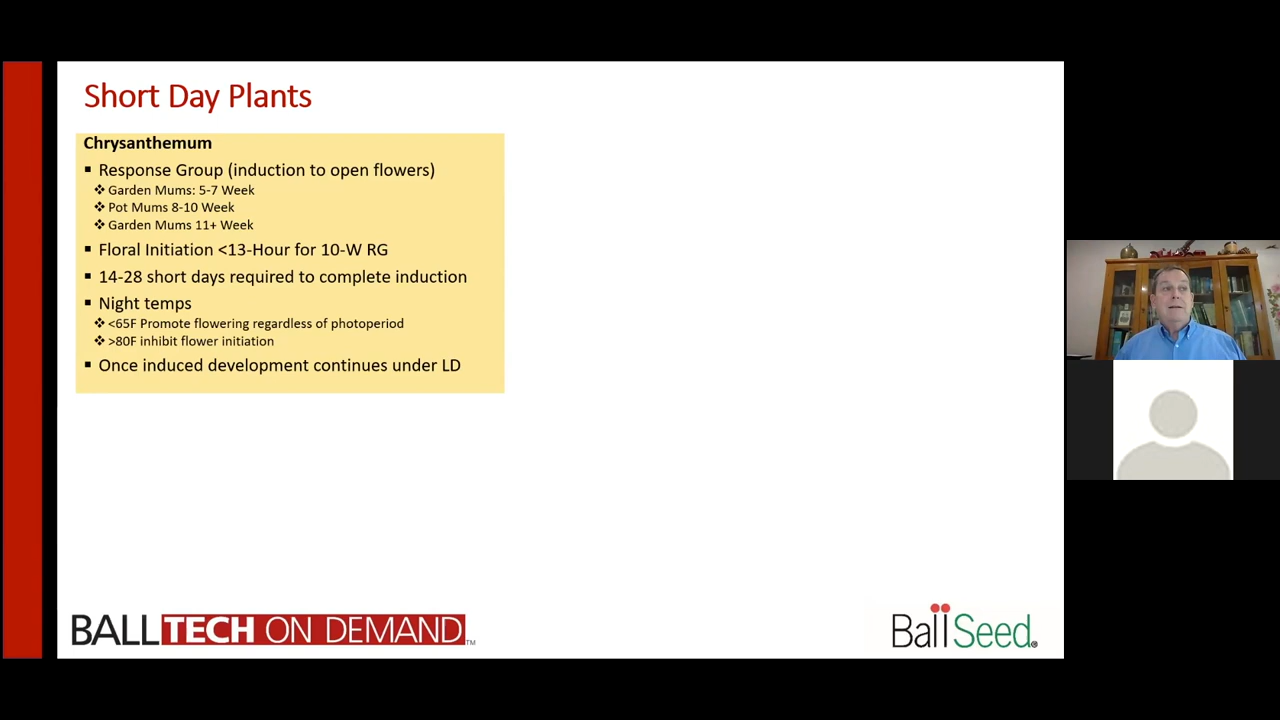 Short Day Plants
Chrysanthemum
▪ Response Group (induction to open flowers)
❖ Garden Mums: 5-7 Week
❖ Pot Mums 8-10 Week
❖ Garden Mums 11+ Week
▪ Floral Initiation <13-Hour for 10-W RG
▪ 14-28 short days required to complete induction
▪ Night temps
❖ <65F Promote flowering regardless of photoperiod
❖ >80F inhibit flower initiation
▪ Once induced development continues under LD
BALLTECH ON DEMAND™
Ball Seed®